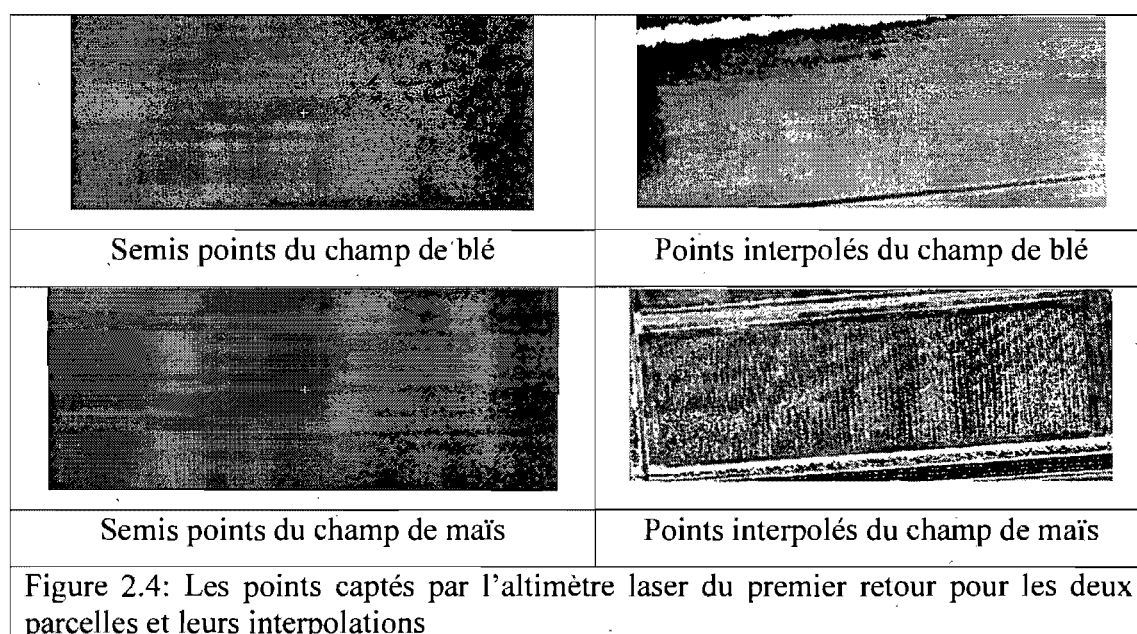 Semis points du champ de blé
Points interpolés du champ de blé
Semis points du champ de maïs
Points interpolés du champ de maïs
Figure 2.4: Les points captés par l'altimètre laser du premier retour pour les deux
parcelles et leurs interpolations